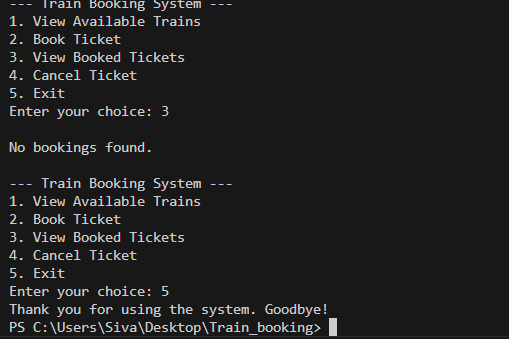 --- Train Booking System ---
1. View Available Trains
2. Book Ticket
3. View Booked Tickets
4. Cancel Ticket
5. Exit
Enter your choice: 3
No bookings found.
--- Train Booking System ---
1. View Available Trains
2. Book Ticket
3. View Booked Tickets
4. Cancel Ticket
5. Exit
Enter your choice: 5
Thank you for using the system. Goodbye!
PS C:\Users\Siva\Desktop\Train_booking>